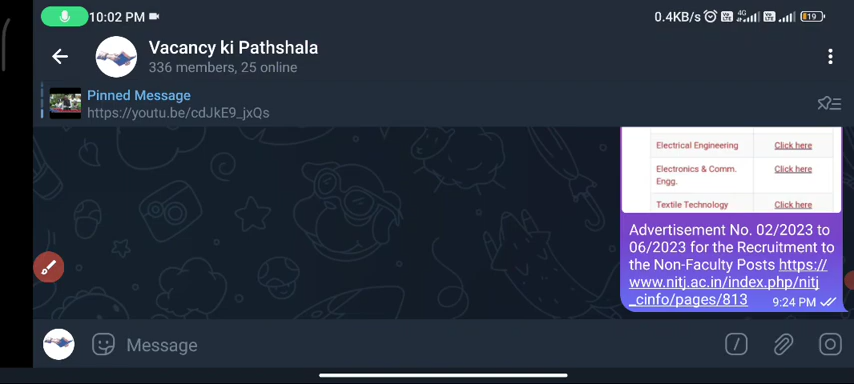 10:02 PM 0.4KB/s 4G 19
Vacancy ki Pathshala
336 members, 25 online
Pinned Message
https://youtu.be/cdJkE9_jxQs
Electrical Engineering Click here
Electronics & Comm. Click here
Engg.
Textile Technology Click here
Advertisement No. 02/2023 to
06/2023 for the Recruitment to
the Non-Faculty Posts https://
www.nitj.ac.in/index.php/nitj
_cinfo/pages/813 9:24 PM
Message